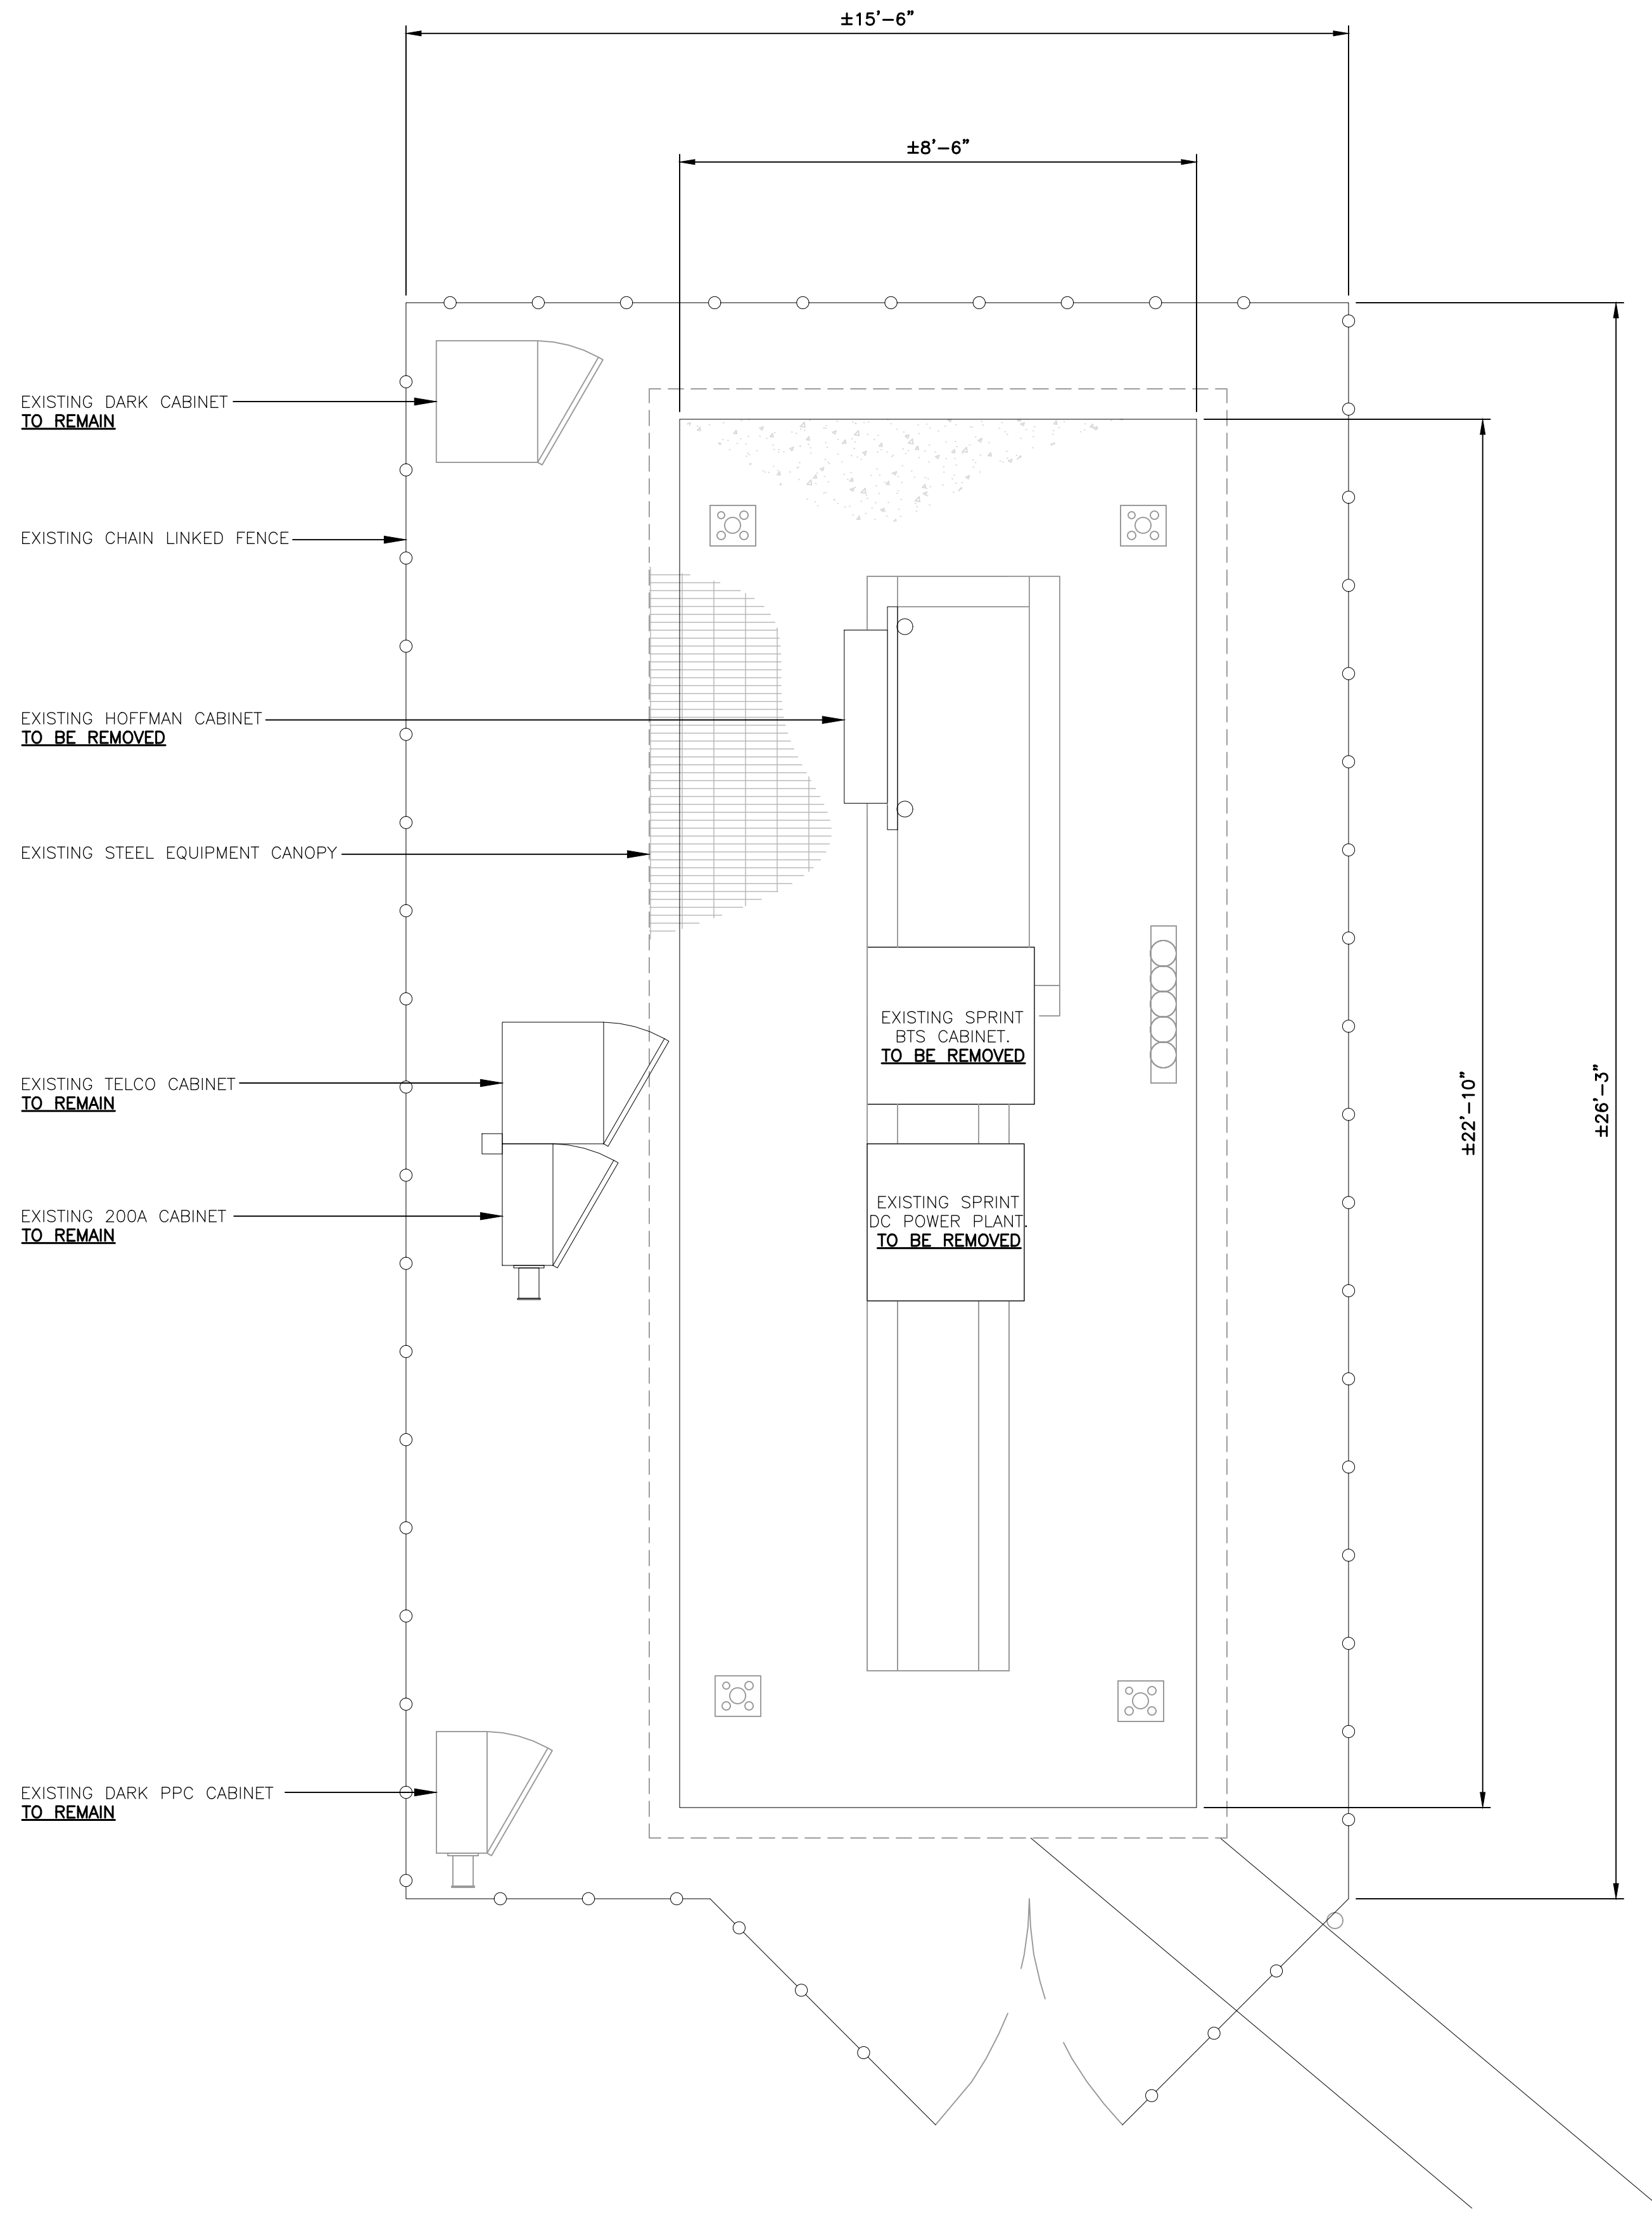 ±15'-6"
±8'-6"
EXISTING DARK CABINET
TO REMAIN
EXISTING CHAIN LINKED FENCE
EXISTING HOFFMAN CABINET
TO BE REMOVED
EXISTING STEEL EQUIPMENT CANOPY
EXISTING SPRINT
BTS CABINET.
TO BE REMOVED
EXISTING TELCO CABINET
TO REMAIN
±22'-10"
±26'-3"
EXISTING SPRINT
DC POWER PLANT.
TO BE REMOVED
EXISTING 200A CABINET
TO REMAIN
EXISTING DARK PPC CABINET
TO REMAIN